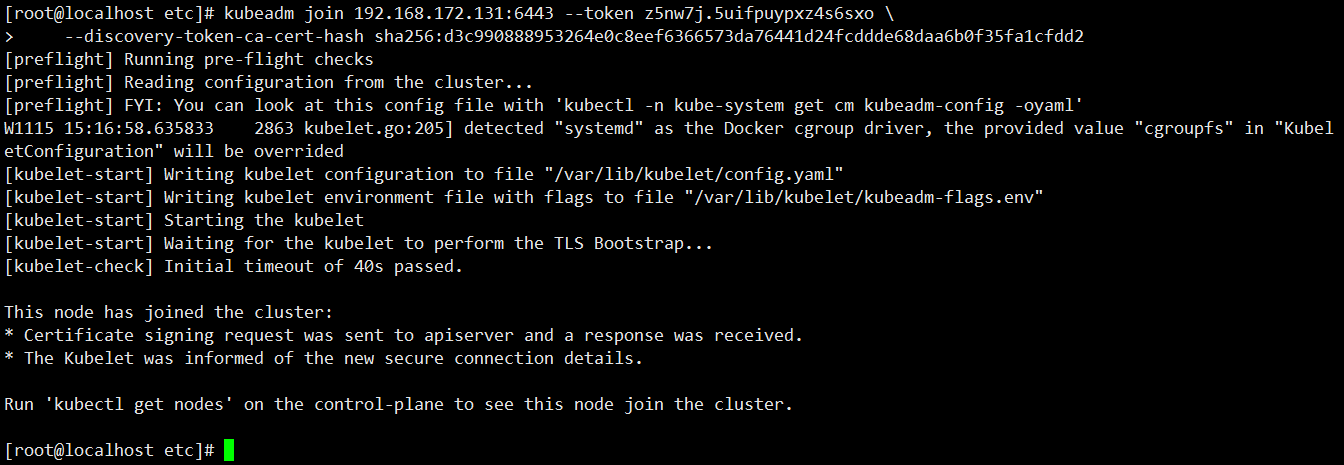 [root@localhost etc]# kubeadm join 192.168.172.131:6443 --token z5nw7j.5uifpuypxz4s6sxo \
>     --discovery-token-ca-cert-hash sha256:d3c990888953264e0c8eef6366573da76441d24fcddde68daa6b0f35fa1cfdd2
[preflight] Running pre-flight checks
[preflight] Reading configuration from the cluster...
[preflight] FYI: You can look at this config file with 'kubectl -n kube-system get cm kubeadm-config -oyaml'
W1115 15:16:58.635833    2863 kubelet.go:205] detected "systemd" as the Docker cgroup driver, the provided value "cgroupfs" in "Kubel
etConfiguration" will be overridden
[kubelet-start] Writing kubelet configuration to file "/var/lib/kubelet/config.yaml"
[kubelet-start] Writing kubelet environment file with flags to file "/var/lib/kubelet/kubeadm-flags.env"
[kubelet-start] Starting the kubelet
[kubelet-start] Waiting for the kubelet to perform the TLS Bootstrap...
[kubelet-check] Initial timeout of 40s passed.

This node has joined the cluster:
* Certificate signing request was sent to apiserver and a response was received.
* The Kubelet was informed of the new secure connection details.

Run 'kubectl get nodes' on the control-plane to see this node join the cluster.

[root@localhost etc]#